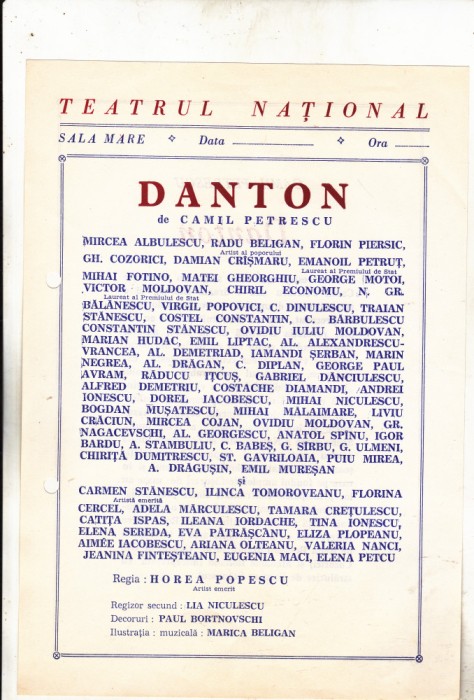 TEATRUL NAȚIONAL
SALA MARE ❖ Data ❖ Ora
DANTON
de CAMIL PETRESCU
MIRCEA ALBULESCU, RADU BELIGAN, FLORIN PIERSIC,
Artist al poporului
GH. COZORICI, DAMIAN CRÎȘMARU, EMANOIL PETRUȚ,
Laureat al Premiului de Stat
MIHAI FOTINO, MATEI GHEORGHIU, GEORGE MOTOI,
VICTOR MOLDOVAN, CHIRIL ECONOMU, N. GR.
Laureat al Premiului de Stat
BĂLĂNESCU, VIRGIL POPOVICI, C. DINULESCU, TRAIAN
STĂNESCU, COSTEL CONSTANTIN, C. BĂRBULESCU
CONSTANTIN STĂNESCU, OVIDIU IULIU MOLDOVAN,
MARIAN HUDAC, EMIL LIPTAC, AL. ALEXANDRESCU-
VRANCEA, AL. DEMETRIAD, IAMANDI ȘERBAN, MARIN
NEGREA, AL. DRĂGAN, C. DIPLAN, GEORGE PAUL
AVRAM, RĂDUCU IȚCUȘ, GABRIEL DĂNCIULESCU,
ALFRED DEMETRIU, COSTACHE DIAMANDI, ANDREI
IONESCU, DOREL IACOBESCU, MIHAI NICULESCU,
BOGDAN MUȘATESCU, MIHAI MĂLAIMARE, LIVIU
CRĂCIUN, MIRCEA COJAN, OVIDIU MOLDOVAN, GR.
NAGACEVSCHI, AL. GEORGESCU, ANATOL SPÎNU, IGOR
BARDU, A. STAMBULIU, C. BABEȘ, G. SÎRBU, G. ULMENI,
CHIRIȚĂ DUMITRESCU, ST. GAVRILOAIA, PUIU MIREA,
A. DRĂGUȘIN, EMIL MUREȘAN
și
CARMEN STĂNESCU, ILINCA TOMOROVEANU, FLORINA
Artistă emerită
CERCEL, ADELA MĂRCULESCU, TAMARA CREȚULESCU,
CATIȚA ISPAS, ILEANA IORDACHE, TINA IONESCU,
ELENA SEREDA, EVA PĂTRĂȘCANU, ELIZA PLOPEANU,
AIMÉE IACOBESCU, ARIANA OLTEANU, VALERIA NANCI,
JEANINA FINTEȘTEANU, EUGENIA MACI, ELENA PETCU
Regia : HOREA POPESCU
Artist emerit
Regizor secund : LIA NICULESCU
Decoruri : PAUL BORTNOVSCHI
Ilustrația : muzicală : MARICA BELIGAN